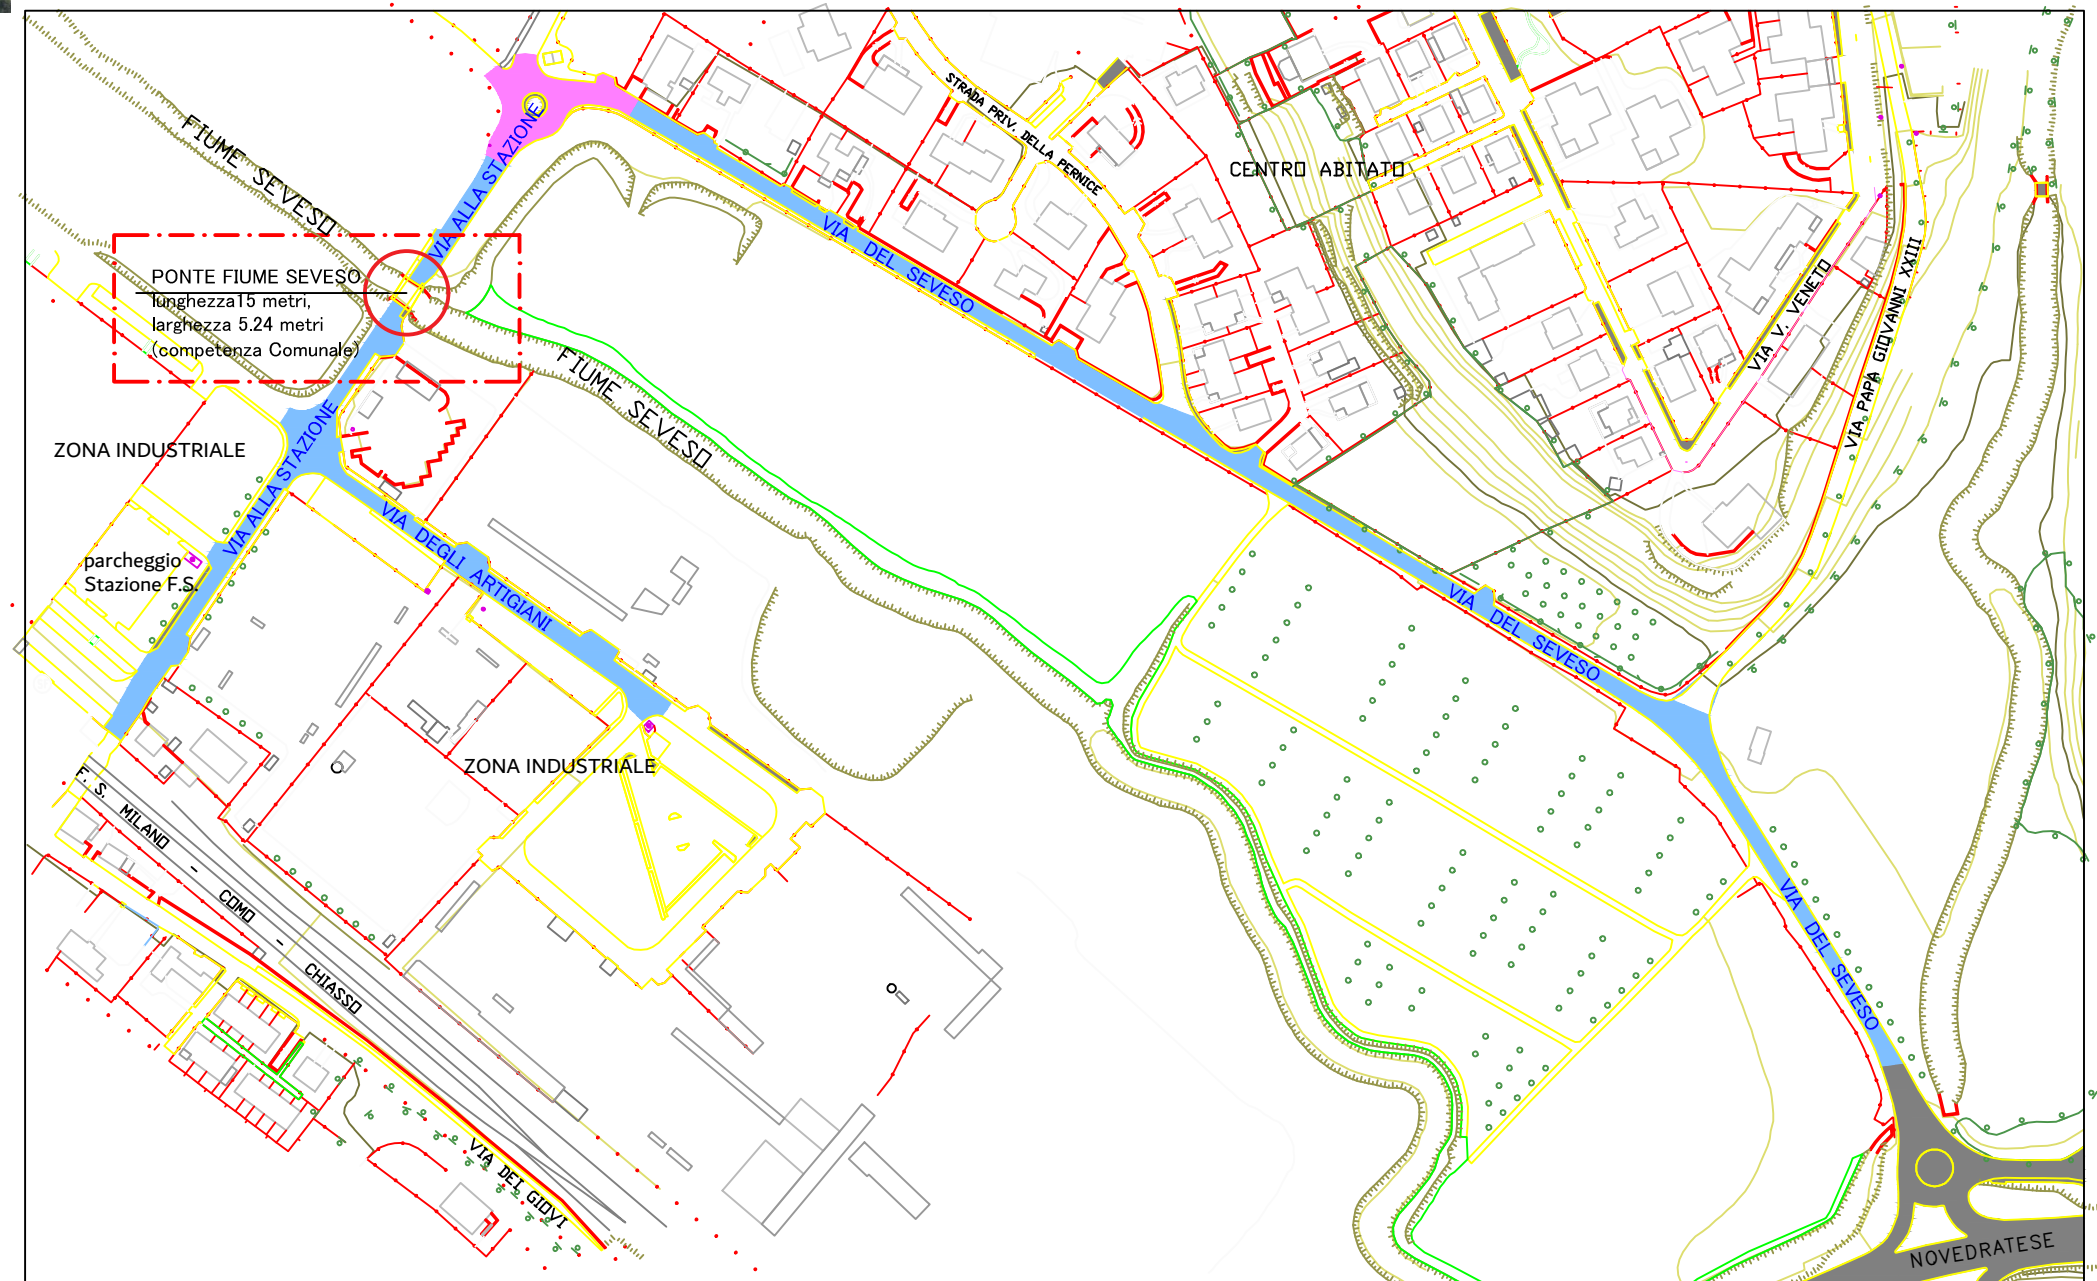 STRADA PRIV. DELLA PERNICE
FIUME SEVESO
VIA ALLA STAZIONE
CENTRO ABITATO
VIA DEL SEVESO
PONTE FIUME SEVESO
lunghezza15 metri,
larghezza 5.24 metri
(competenza Comunale)
VIA V. VENETO
VIA PAPA GIOVANNI XXIII
FIUME SEVESO
ZONA INDUSTRIALE
VIA ALLA STAZIONE
parcheggio
Stazione F.S.
VIA DEGLI ARTIGIANI
VIA DEL SEVESO
ZONA INDUSTRIALE
F. S. MILANO - COMO - CHIASSO
VIA DEL SEVESO
VIA DEI GIOVI
NOVEDRATESE